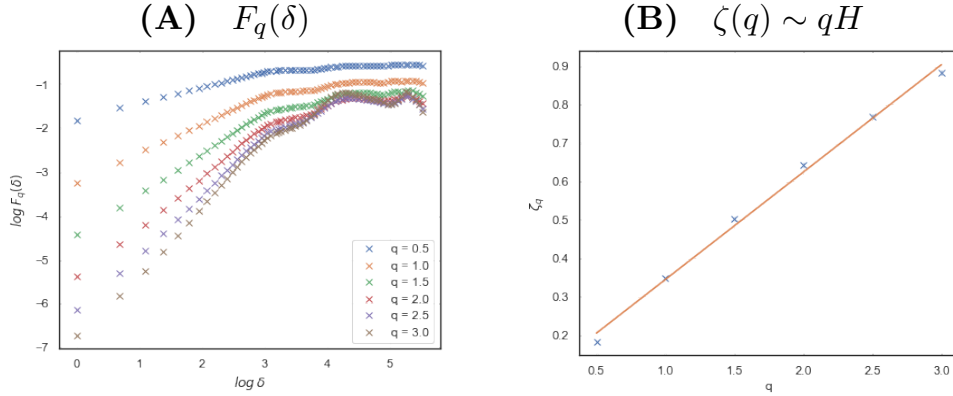 (A) F_q(δ)
(B) ζ(q) ∼ qH
log F_q(δ)
−1
−2
−3
−4
−5
−6
−7
q = 0.5
q = 1.0
q = 1.5
q = 2.0
q = 2.5
q = 3.0
0
1
2
3
4
5
log δ
ζ_q
0.9
0.8
0.7
0.6
0.5
0.4
0.3
0.2
0.5
1.0
1.5
2.0
2.5
3.0
q